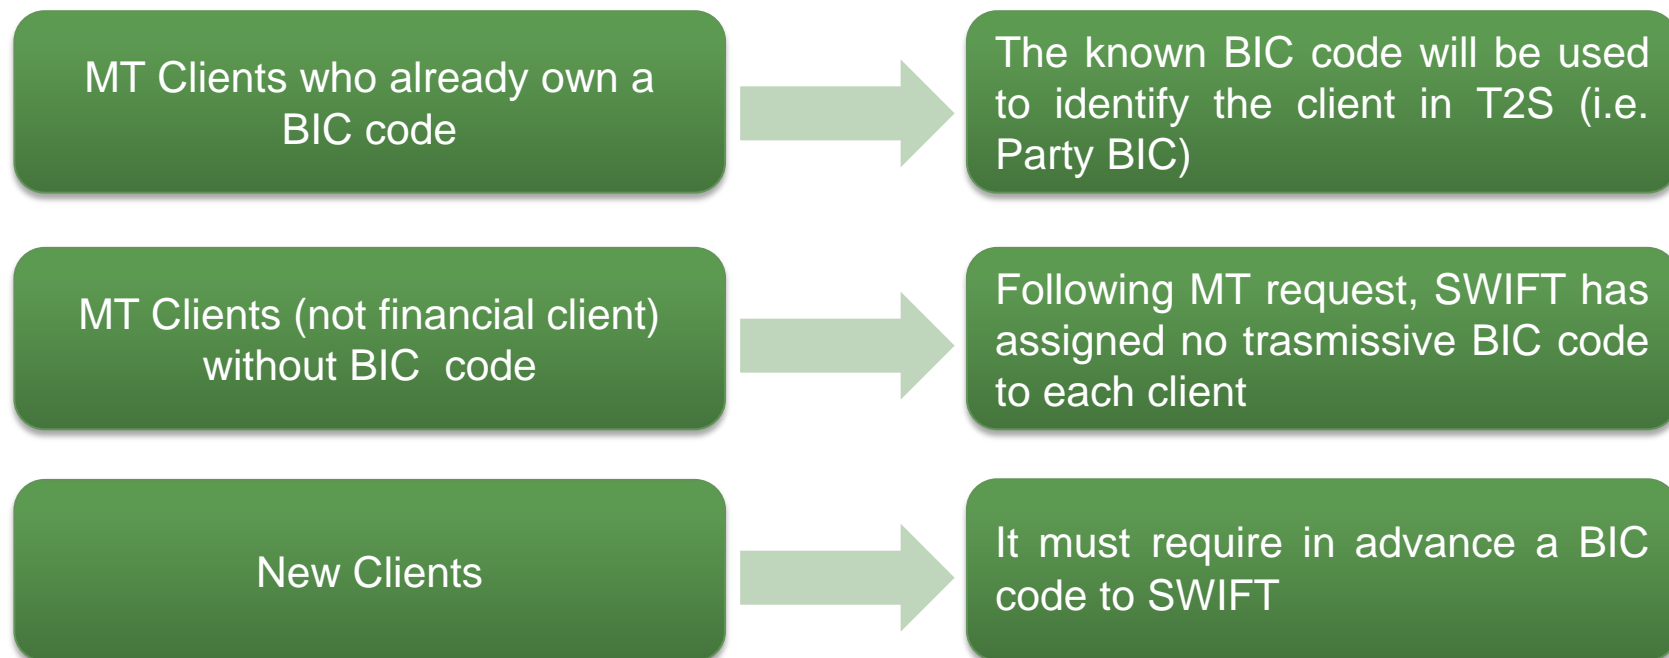 MT Clients who already own a
BIC code
The known BIC code will be used
to identify the client in T2S (i.e.
Party BIC)
MT Clients (not financial client)
without BIC  code
Following MT request, SWIFT has
assigned no trasmissive BIC code
to each client
New Clients
It must require in advance a BIC
code to SWIFT